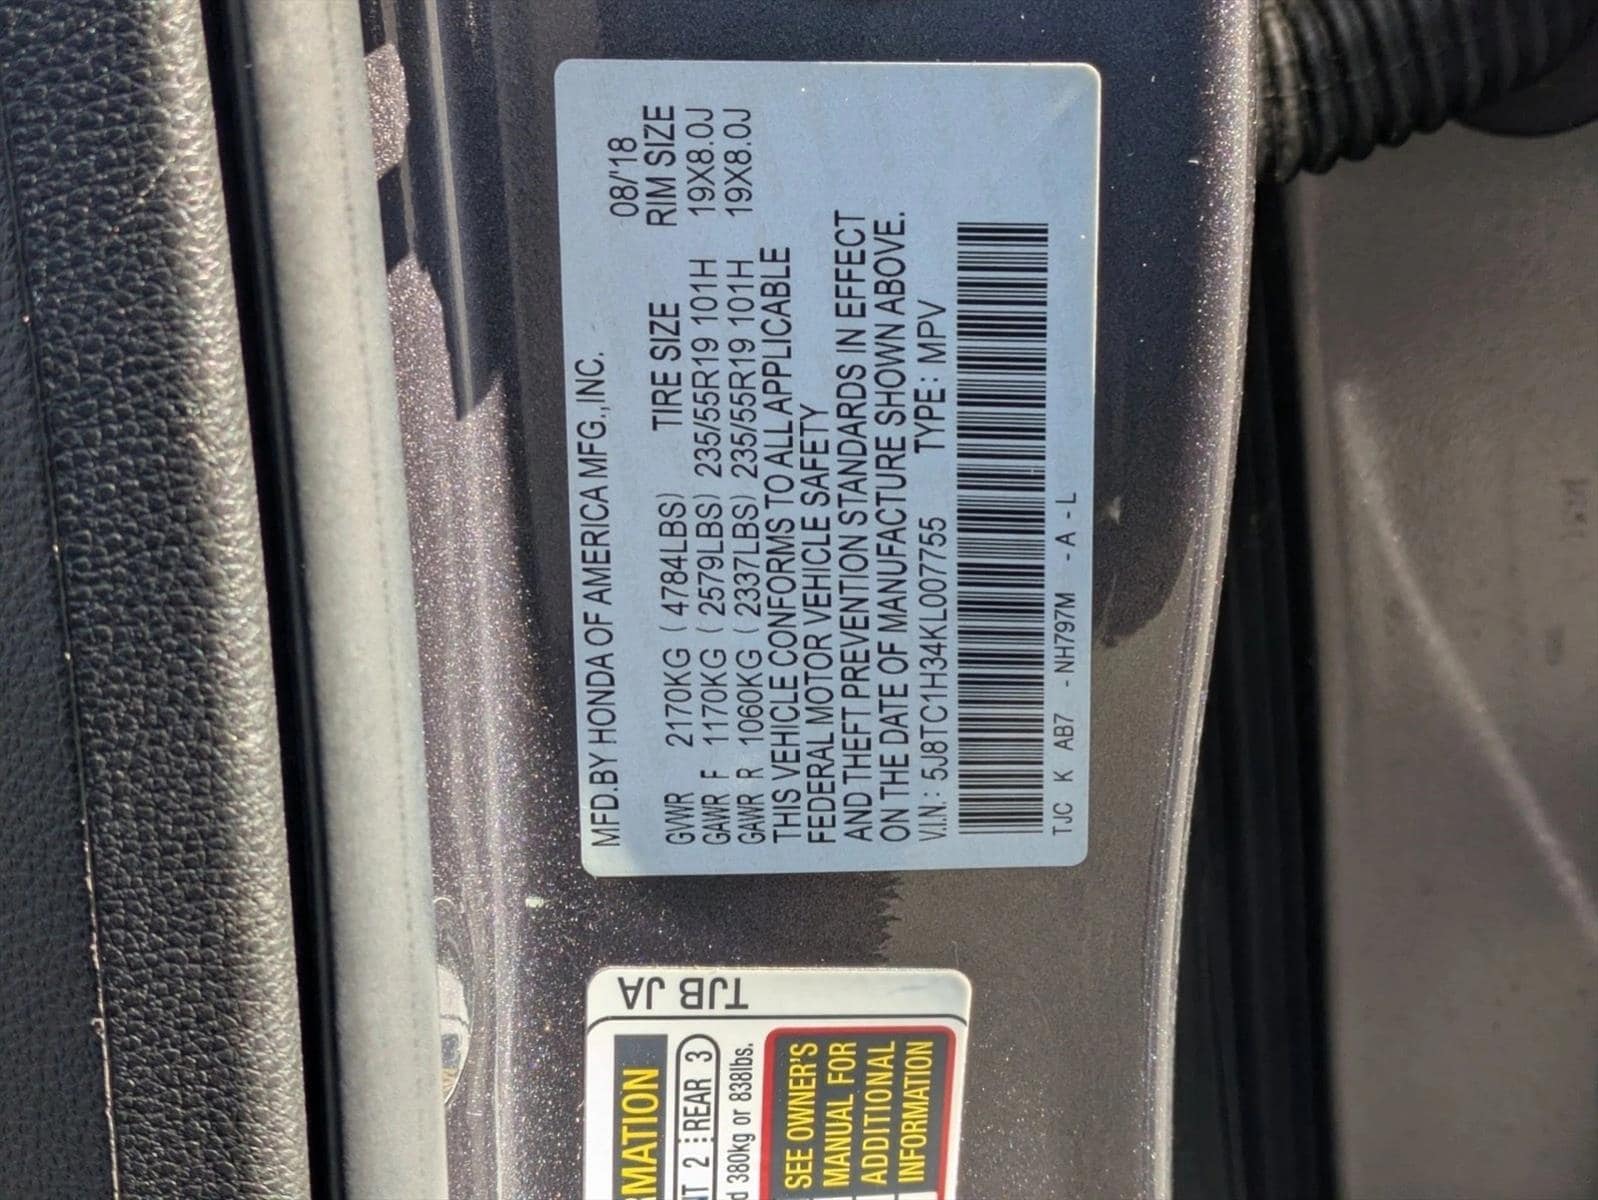 MFD.BY HONDA OF AMERICA MFG.,INC.
08/'18
TIRE SIZE RIM SIZE
GVWR 2170KG ( 4784LBS)
GAWR F 1170KG ( 2579LBS) 235/55R19 101H 19X8.0J
GAWR R 1060KG ( 2337LBS) 235/55R19 101H 19X8.0J
THIS VEHICLE CONFORMS TO ALL APPLICABLE
FEDERAL MOTOR VEHICLE SAFETY
AND THEFT PREVENTION STANDARDS IN EFFECT
ON THE DATE OF MANUFACTURE SHOWN ABOVE.
V.I.N.: 5J8TC1H34KL007755 TYPE: MPV
TJC K AB7 - NH797M - A - L
TJB JA
RMATION
NT 2 REAR 3
d 380kg or 838lbs.
SEE OWNER'S
MANUAL FOR
ADDITIONAL
INFORMATION